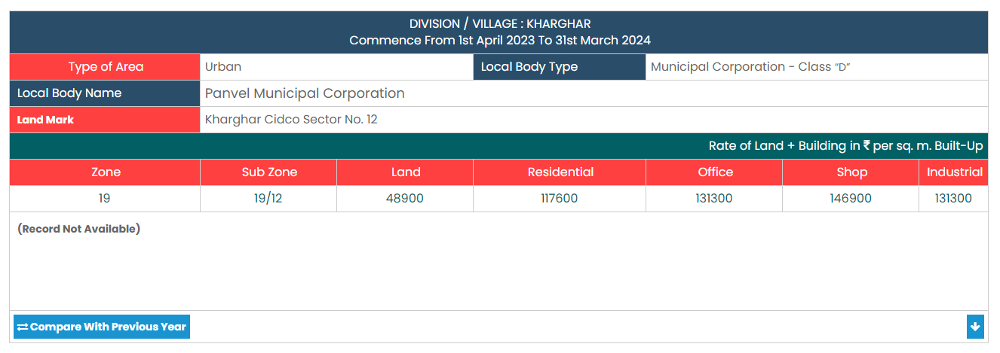 DIVISION / VILLAGE : KHARGHAR
Commence From 1st April 2023 To 31st March 2024
Type of Area Urban Local Body Type Municipal Corporation - Class “D”
Local Body Name Panvel Municipal Corporation
Land Mark Kharghar Cidco Sector No. 12
Rate of Land + Building in ₹ per sq. m. Built-Up
Zone Sub Zone Land Residential Office Shop Industrial
19 19/12 48900 117600 131300 146900 131300
(Record Not Available)
Compare With Previous Year